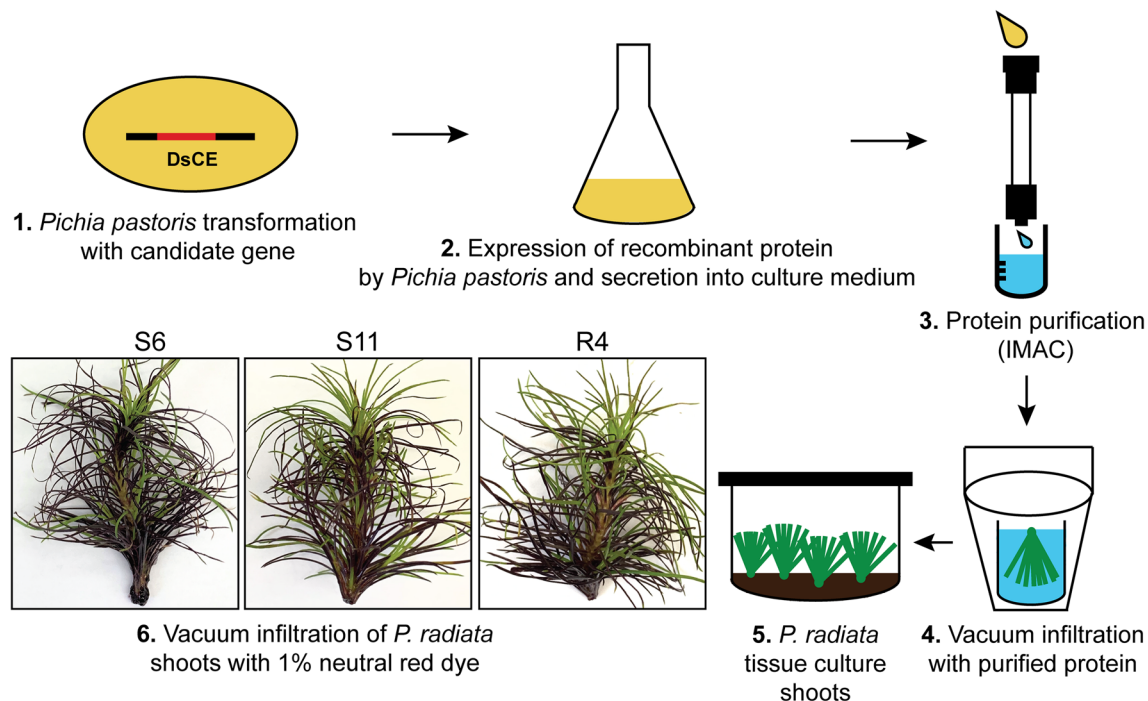 DsCE
1. Pichia pastoris transformation
with candidate gene
2. Expression of recombinant protein
by Pichia pastoris and secretion into culture medium
3. Protein purification
(IMAC)
4. Vacuum infiltration
with purified protein
5. P. radiata
tissue culture
shoots
S6
S11
R4
6. Vacuum infiltration of P. radiata
shoots with 1% neutral red dye